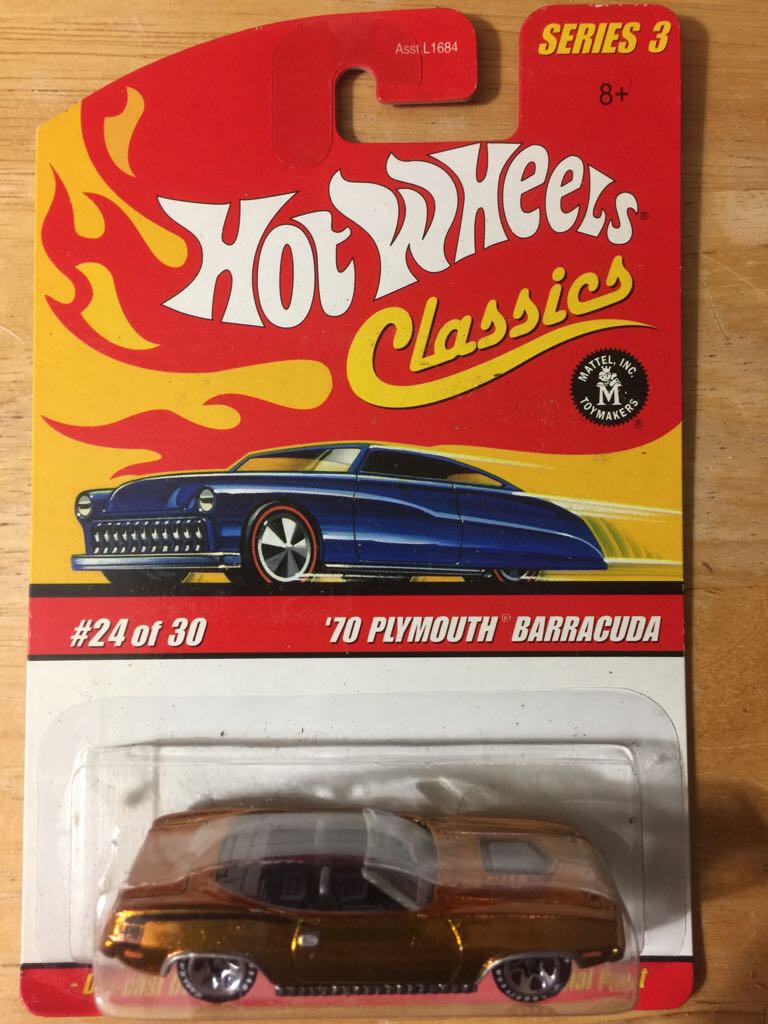 Asst.L1684
SERIES 3
8+
HOT WHEELS®
Classics
MATTEL, INC.
M
TOYMAKERS
®
#24 of 30
'70 PLYMOUTH® BARRACUDA